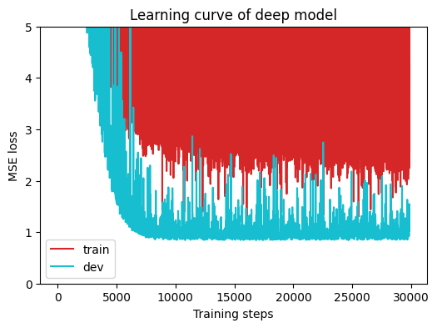 Learning curve of deep model
MSE loss
5
4
3
2
1
0
train
dev
0
5000
10000
15000
20000
25000
30000
Training steps